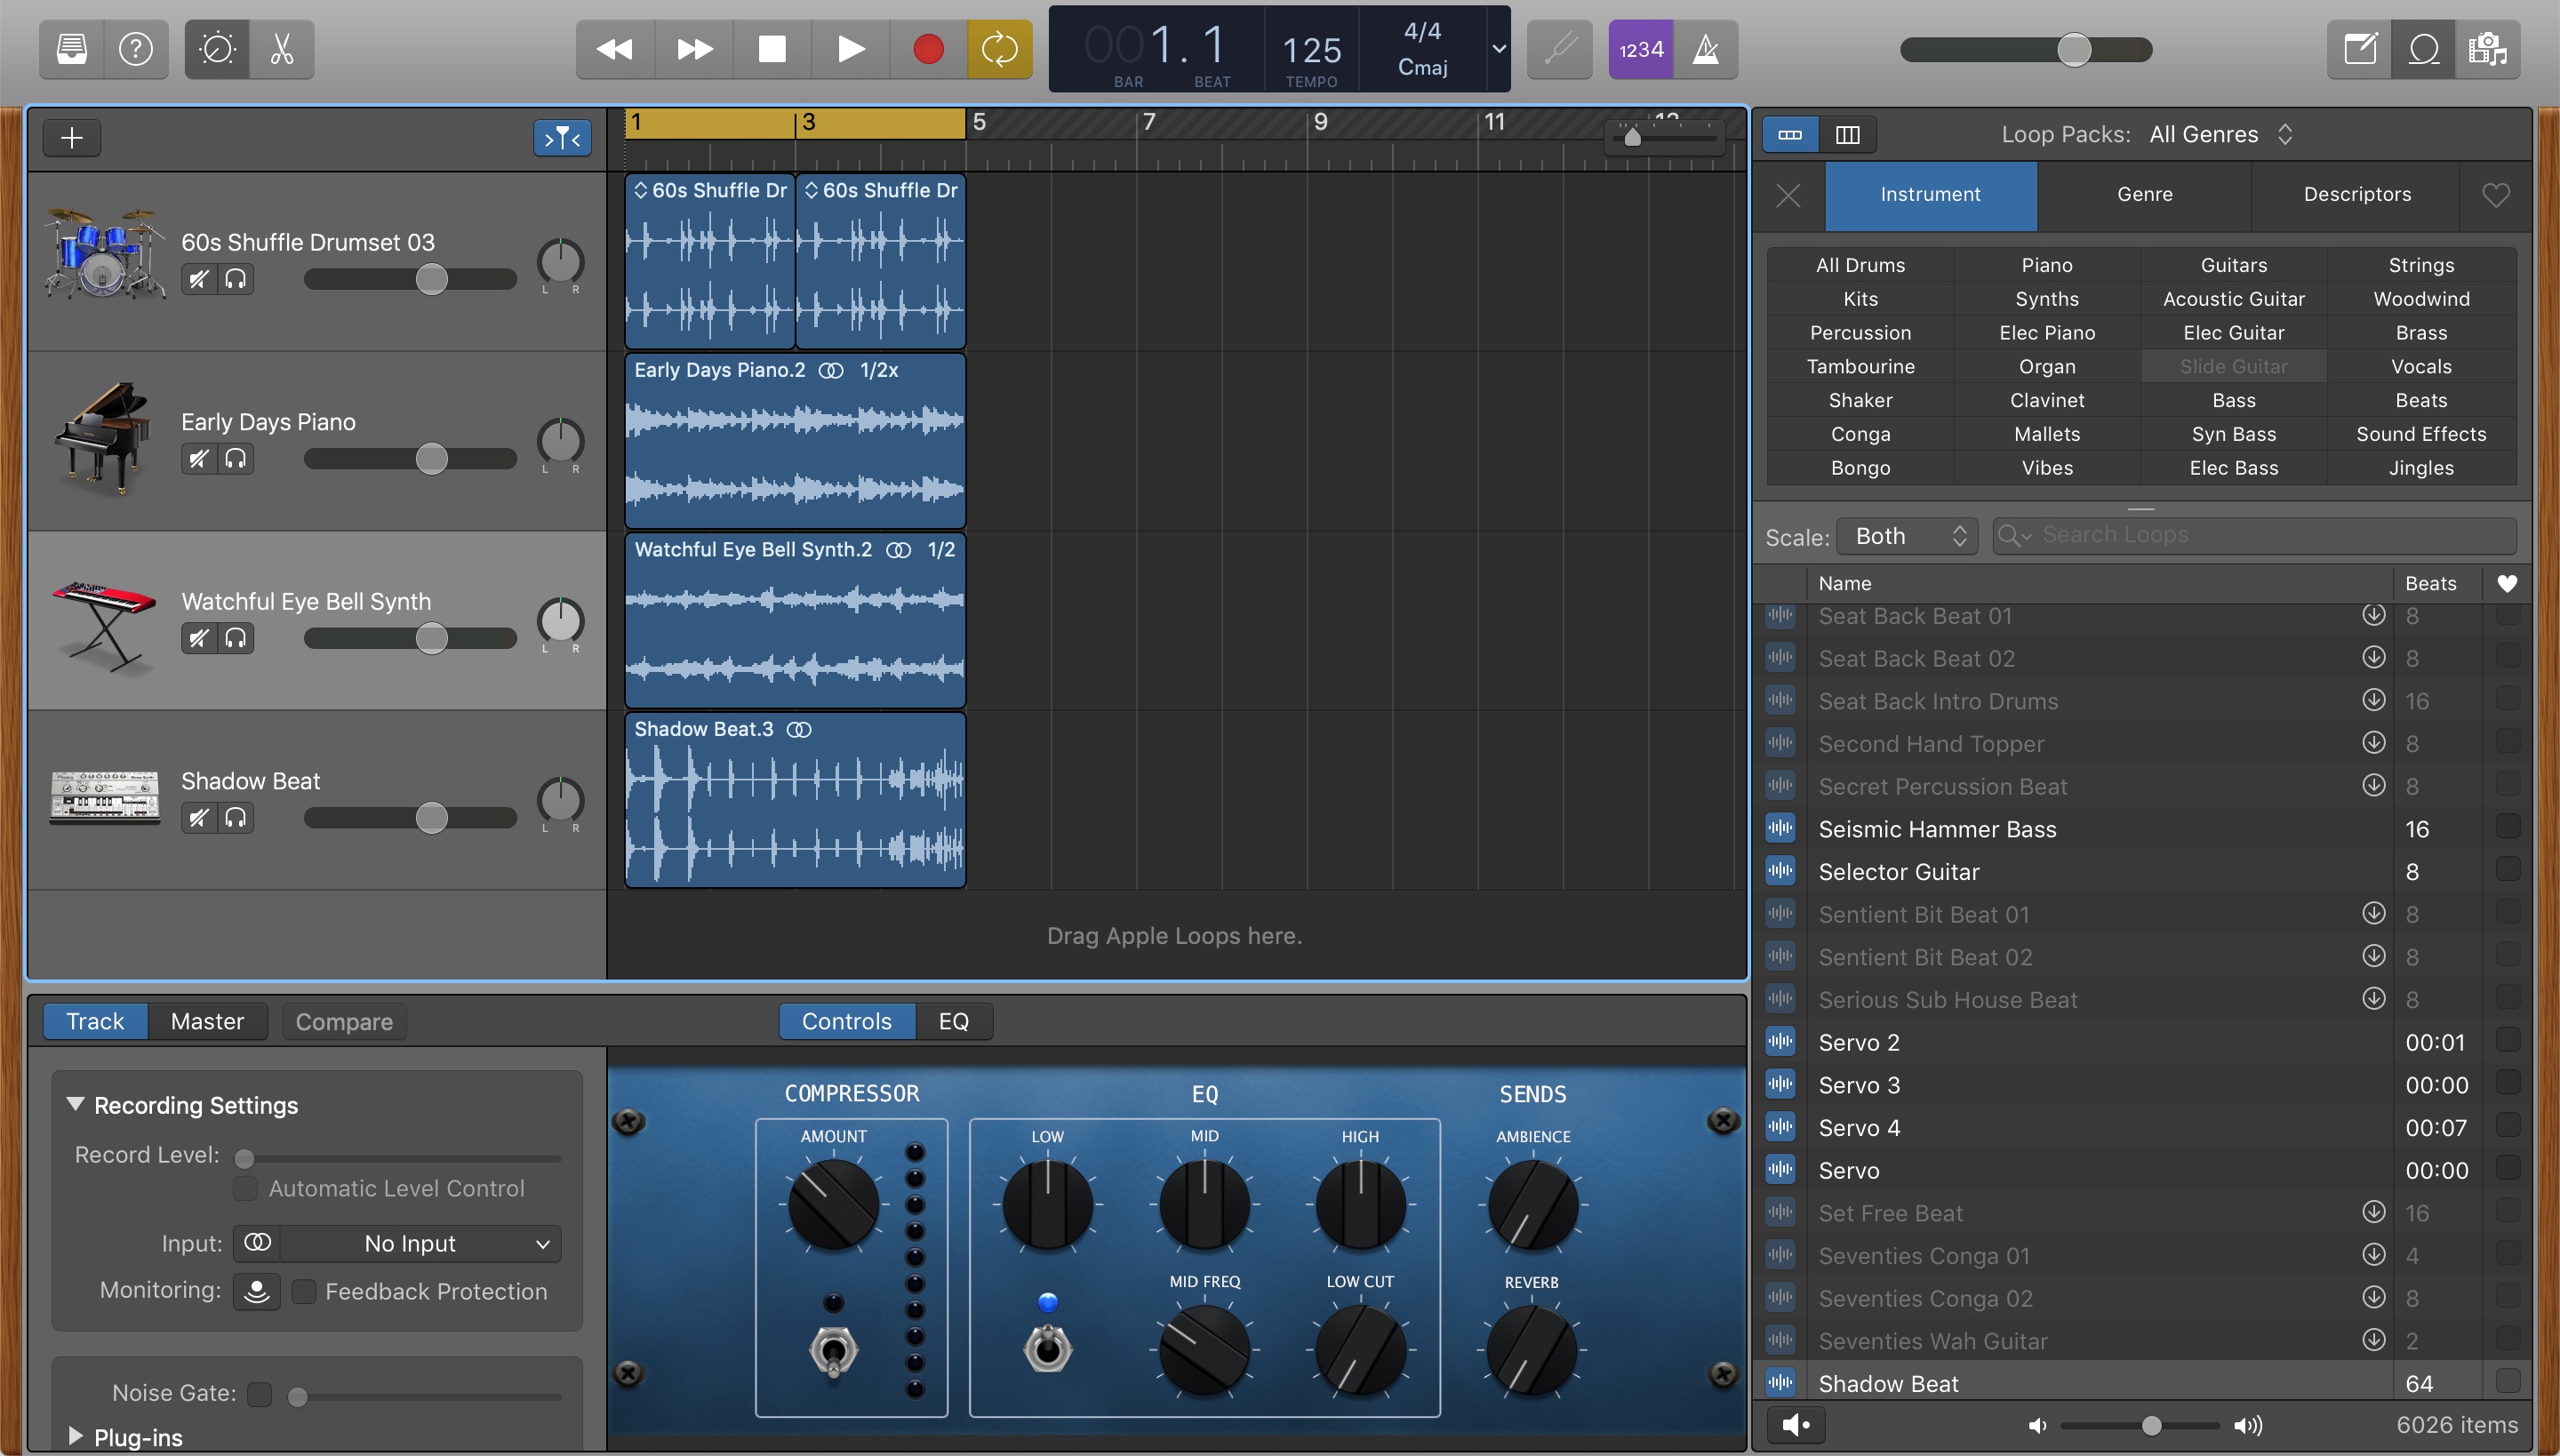 001. 1
BAR BEAT
125
TEMPO
4/4
Cmaj
1234
1 3 5 7 9 11
60s Shuffle Drumset 03
L R
60s Shuffle Dr
60s Shuffle Dr
Early Days Piano
L R
Early Days Piano.2 1/2x
Watchful Eye Bell Synth
L R
Watchful Eye Bell Synth.2 1/2
Shadow Beat
L R
Shadow Beat.3
Drag Apple Loops here.
Track Master Compare
Controls EQ
Recording Settings
Record Level:
Automatic Level Control
Input: No Input
Monitoring: Feedback Protection
Noise Gate:
Plug-ins
COMPRESSOR EQ SENDS
AMOUNT LOW MID HIGH AMBIENCE
MID FREQ LOW CUT REVERB
Loop Packs: All Genres
Instrument Genre Descriptors
All Drums Piano Guitars Strings
Kits Synths Acoustic Guitar Woodwind
Percussion Elec Piano Elec Guitar Brass
Tambourine Organ Slide Guitar Vocals
Shaker Clavinet Bass Beats
Conga Mallets Syn Bass Sound Effects
Bongo Vibes Elec Bass Jingles
Scale: Both Search Loops
Name Beats
Seat Back Beat 01 8
Seat Back Beat 02 8
Seat Back Intro Drums 16
Second Hand Topper 8
Secret Percussion Beat 8
Seismic Hammer Bass 16
Selector Guitar 8
Sentient Bit Beat 01 8
Sentient Bit Beat 02 8
Serious Sub House Beat 8
Servo 2 00:01
Servo 3 00:00
Servo 4 00:07
Servo 00:00
Set Free Beat 16
Seventies Conga 01 4
Seventies Conga 02 8
Seventies Wah Guitar 2
Shadow Beat 64
6026 items